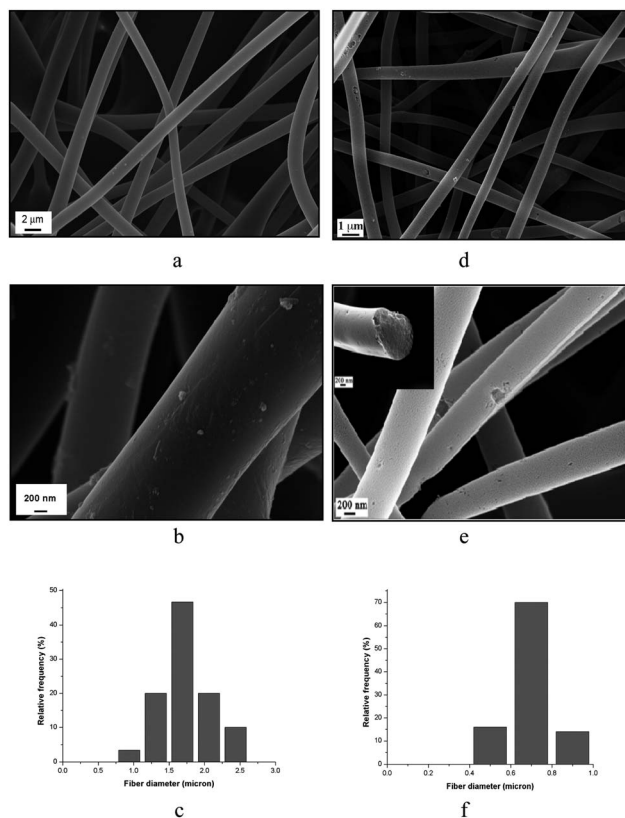 2 µm
1 µm
a
d
200 nm
200 nm
200 nm
b
e
50
40
30
20
10
0
Relative frequency (%)
0.0 0.5 1.0 1.5 2.0 2.5 3.0
Fiber diameter (micron)
c
70
60
50
40
30
20
10
0
Relative frequency (%)
0.0 0.2 0.4 0.6 0.8 1.0
Fiber diameter (micron)
f